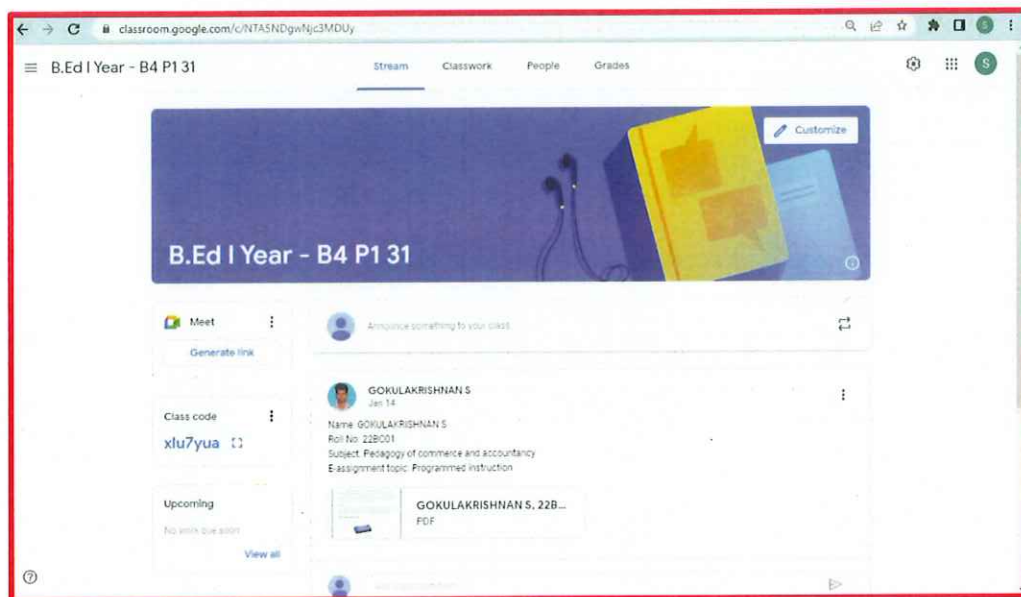 classroom.google.com/c/NTA5NDgwNjc3MDUy
S
B.Ed I Year - B4 P1 31
Stream
Classwork
People
Grades
S
Customize
B.Ed I Year - B4 P1 31
Meet
Generate link
Announce something to your class
GOKULAKRISHNAN S
Jan 14
Name: GOKULAKRISHNAN S
Roll No: 22BC01
Subject: Pedagogy of commerce and accountancy
E-assignment topic: Programmed instruction
GOKULAKRISHNAN S, 22B...
PDF
Class code
xlu7yua
Upcoming
No work due soon
View all